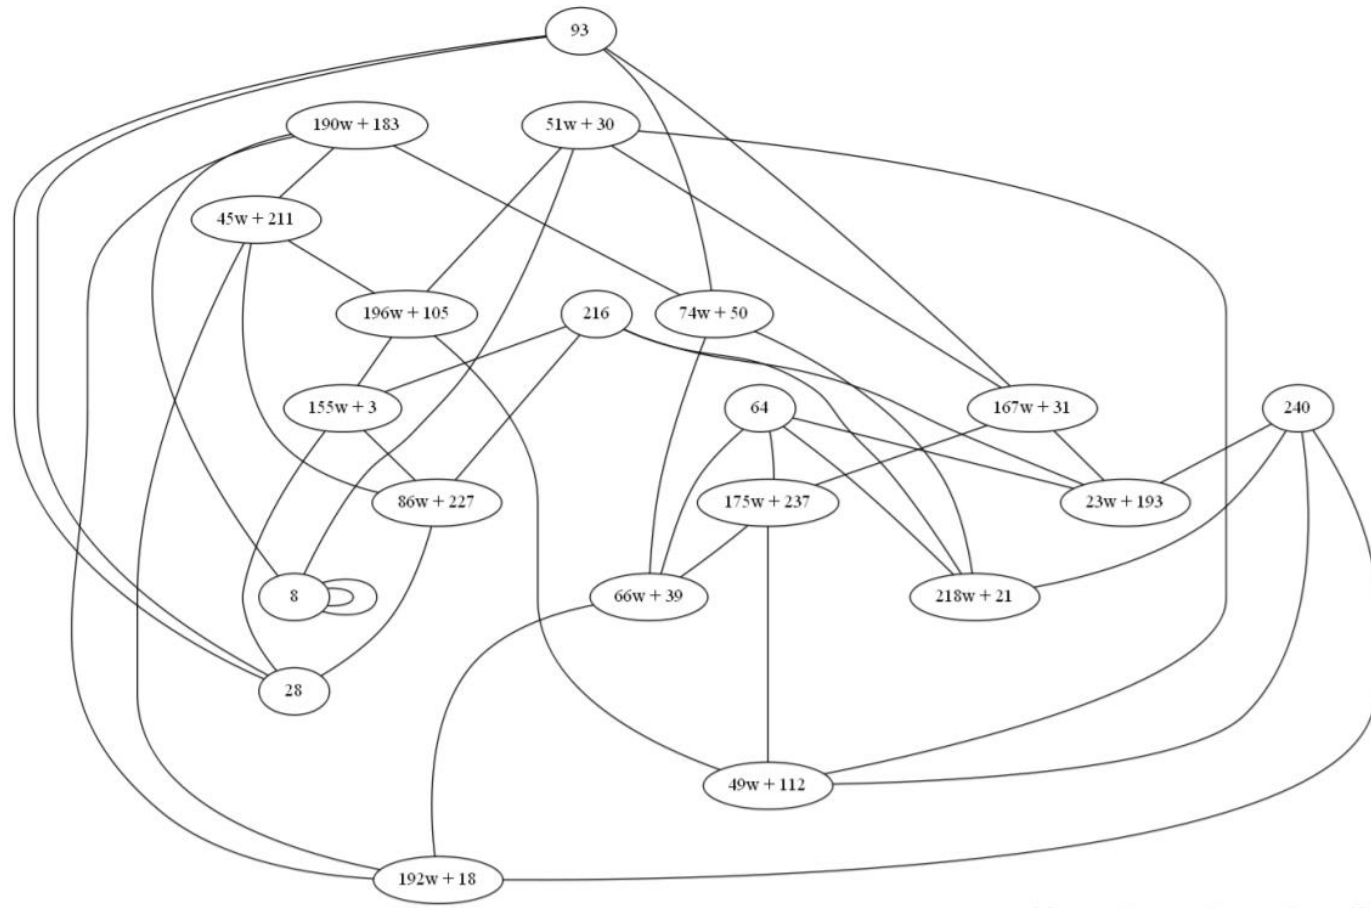 93
190w + 183
51w + 30
45w + 211
196w + 105
216
74w + 50
155w + 3
64
167w + 31
240
86w + 227
175w + 237
23w + 193
8
66w + 39
218w + 21
28
49w + 112
192w + 18